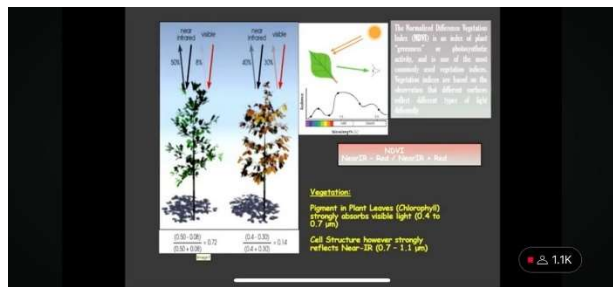 near infrared
visible
near infrared
visible
50%
8%
40%
30%
The Normalized Difference Vegetation
Index (NDVI) is an index of plant
"greenness" or photosynthetic
activity, and is one of the most
commonly used vegetation indices.
Vegetation indices are based on the
observation that different surfaces
reflect different types of light
differently
NDVI
NearIR - Red / NearIR + Red
Vegetation:
Pigment in Plant Leaves (Chlorophyll)
strongly absorbs visible light (0.4 to
0.7 µm)
Cell Structure however strongly
reflects Near-IR (0.7 – 1.1 µm)
(0.50 - 0.08)
(0.50 + 0.08) = 0.72
(0.4 - 0.30)
(0.4 + 0.30) = 0.14
1.1K